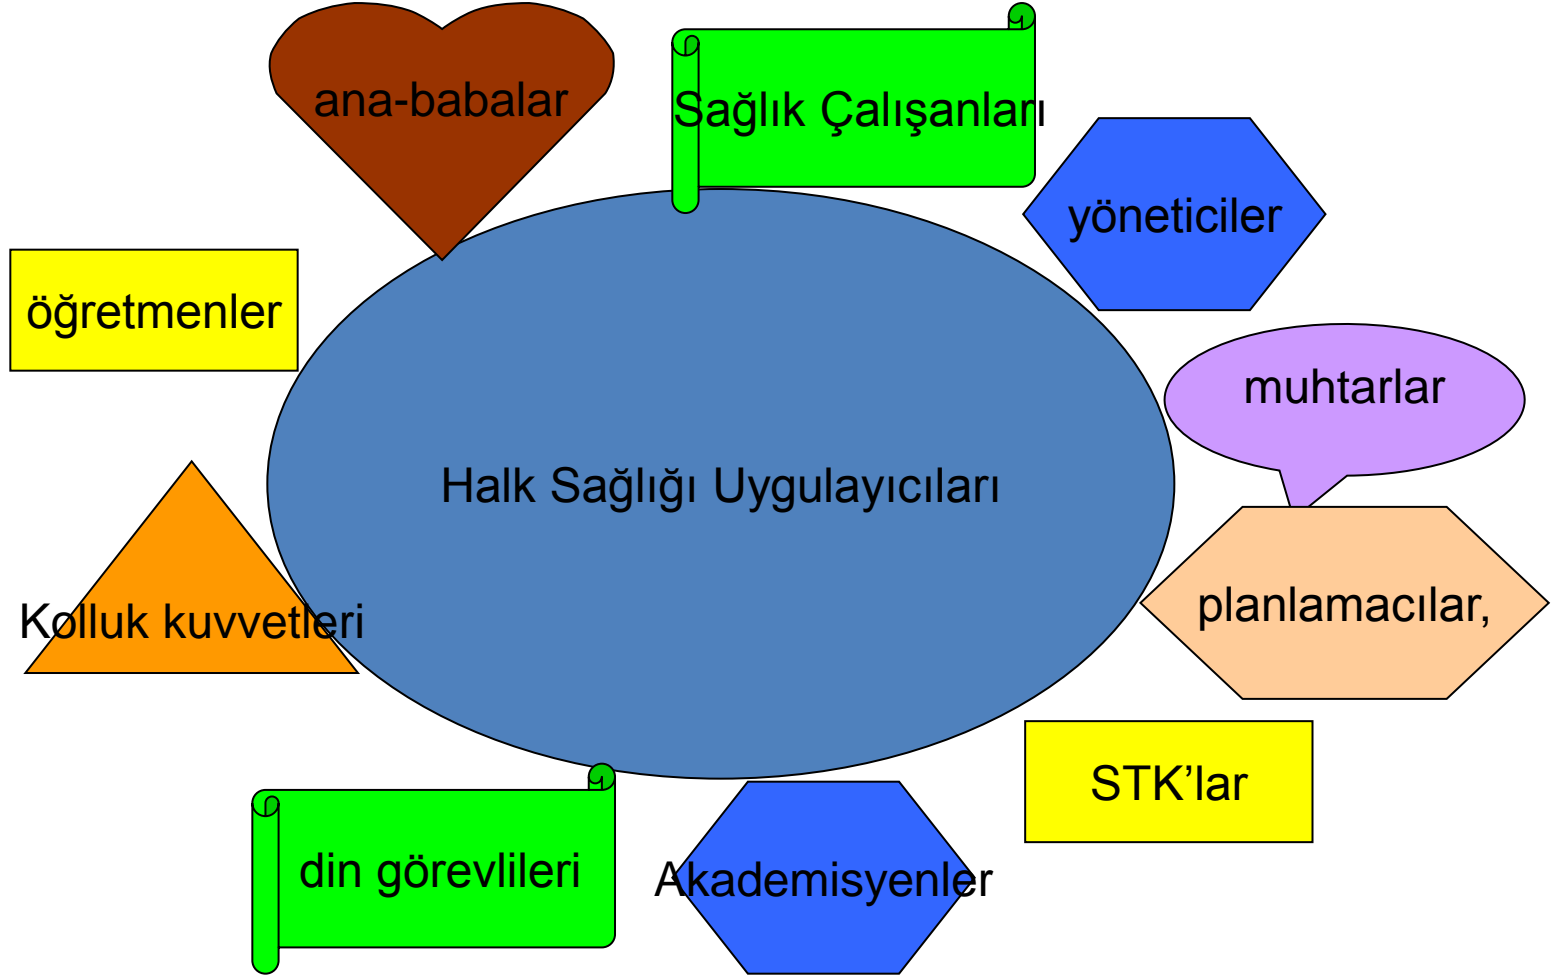 ana-babalar
Sağlık Çalışanları
yöneticiler
öğretmenler
muhtarlar
Halk Sağlığı Uygulayıcıları
Kolluk kuvvetleri
planlamacılar,
STK’lar
din görevlileri
Akademisyenler